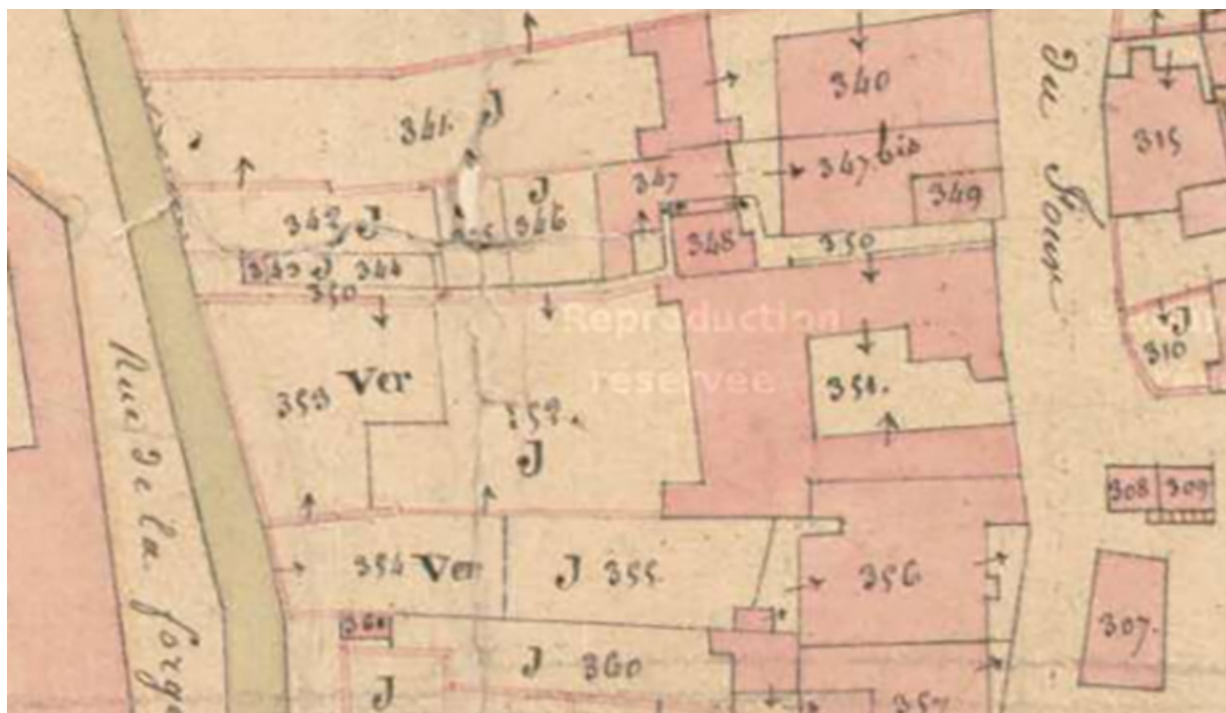 340
341. J
du Four
315
347
347 bis
J
342 J
346
349
348
350
343 J 344
350
© Reproduction
réservée
J
310
353 Ver
351.
352.
J
Rue de la forge
308 309
354 Ver
J 355.
356
307.
J 360
J
357